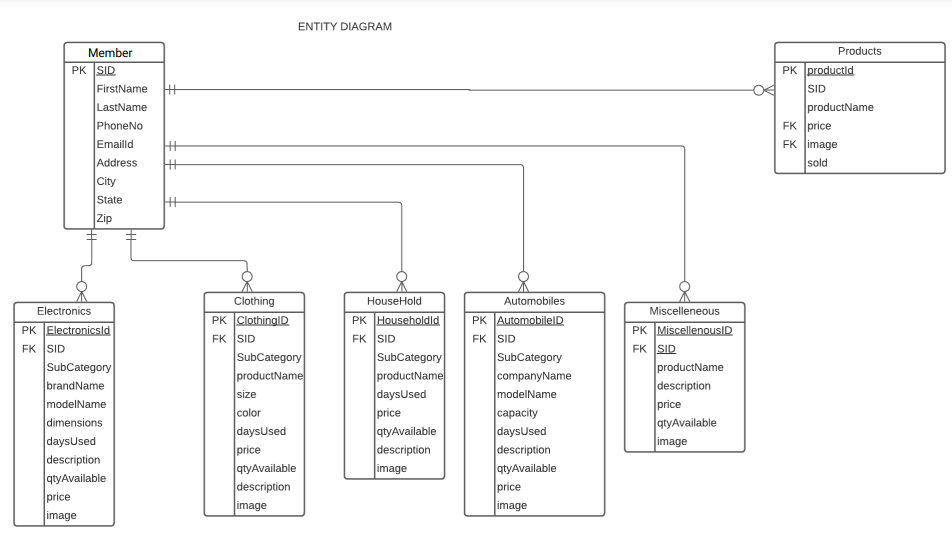 ENTITY DIAGRAM
Member
PK SID
FirstName
LastName
PhoneNo
EmailId
Address
City
State
Zip
Products
PK productId
SID
productName
FK price
FK image
sold
Electronics
PK ElectronicsId
FK SID
SubCategory
brandName
modelName
dimensions
daysUsed
description
qtyAvailable
price
image
Clothing
PK ClothingID
FK SID
SubCategory
productName
size
color
daysUsed
price
qtyAvailable
description
image
HouseHold
PK HouseholdId
FK SID
SubCategory
productName
daysUsed
price
qtyAvailable
description
image
Automobiles
PK AutomobileID
FK SID
SubCategory
companyName
modelName
capacity
daysUsed
description
qtyAvailable
price
image
Miscelleneous
PK MiscellenousID
FK SID
productName
description
price
qtyAvailable
image